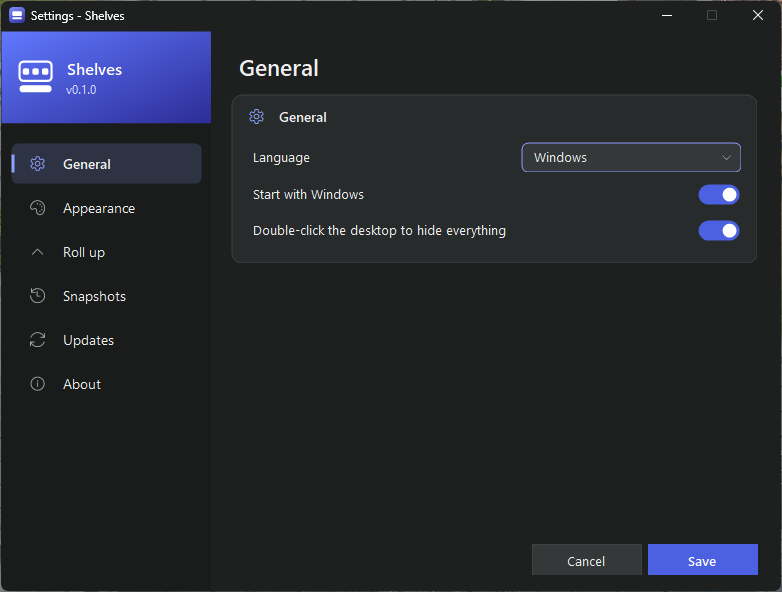 Settings - Shelves
Shelves
v0.1.0
General
Appearance
Roll up
Snapshots
Updates
About
General
General
Language
Windows
Start with Windows
Double-click the desktop to hide everything
Cancel
Save